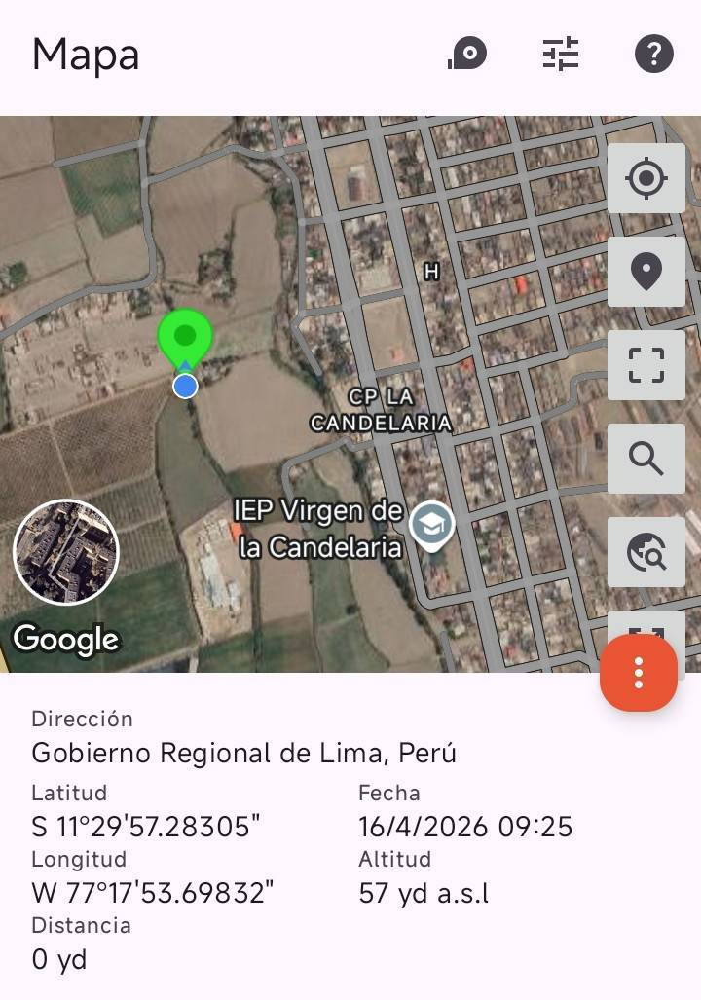 Mapa
H
CP LA
CANDELARIA
IEP Virgen de
la Candelaria
Google
Dirección
Gobierno Regional de Lima, Perú
Latitud
S 11°29'57.28305"
Fecha
16/4/2026 09:25
Longitud
W 77°17'53.69832"
Altitud
57 yd a.s.l
Distancia
0 yd